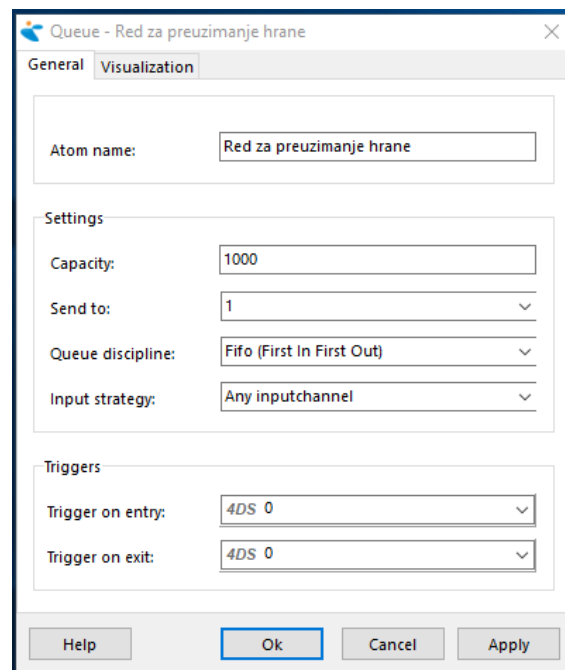 Queue - Red za preuzimanje hrane
General Visualization
Atom name: Red za preuzimanje hrane
Settings
Capacity: 1000
Send to: 1
Queue discipline: Fifo (First In First Out)
Input strategy: Any inputchannel
Triggers
Trigger on entry: 4DS 0
Trigger on exit: 4DS 0
Help Ok Cancel Apply